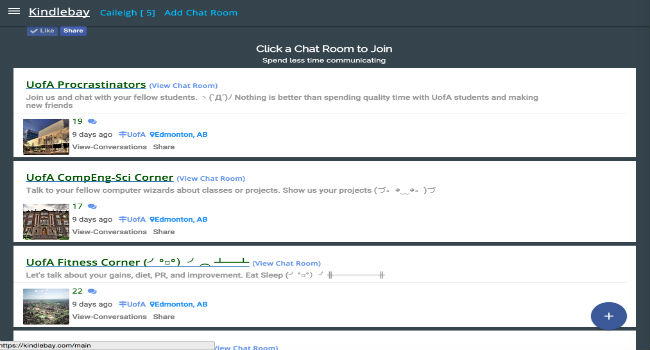 Kindlebay Caileigh [ 5] Add Chat Room
Like Share
Click a Chat Room to Join
Spend less time communicating
UofA Procrastinators (View Chat Room)
Join us and chat with your fellow students. ヽ(`Д´)ﾉ Nothing is better than spending quality time with UofA students and making
new friends
19
9 days ago UofA Edmonton, AB
View-Conversations Share
UofA CompEng-Sci Corner (View Chat Room)
Talk to your fellow computer wizards about classes or projects. Show us your projects (づ｡◕‿‿◕｡)づ
17
9 days ago UofA Edmonton, AB
View-Conversations Share
UofA Fitness Corner (╯°□°)╯︵ ┻━┻ (View Chat Room)
Let's talk about your gains, diet, PR, and improvement. Eat Sleep (╯°□°)╯╠═══╣
22
9 days ago UofA Edmonton, AB
View-Conversations Share
+
https://kindlebay.com/main
(View Chat Room)